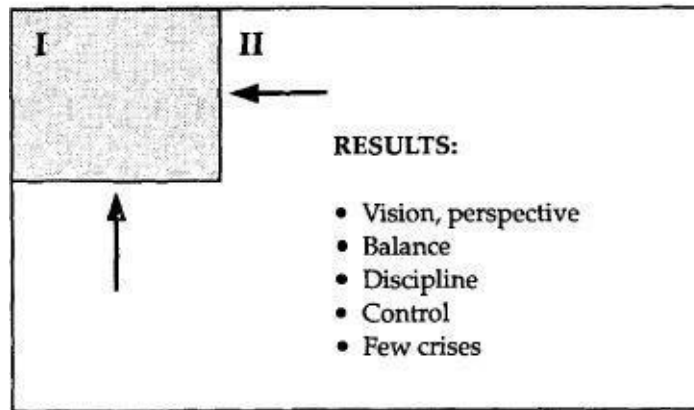 I II
RESULTS:
• Vision, perspective
• Balance
• Discipline
• Control
• Few crises